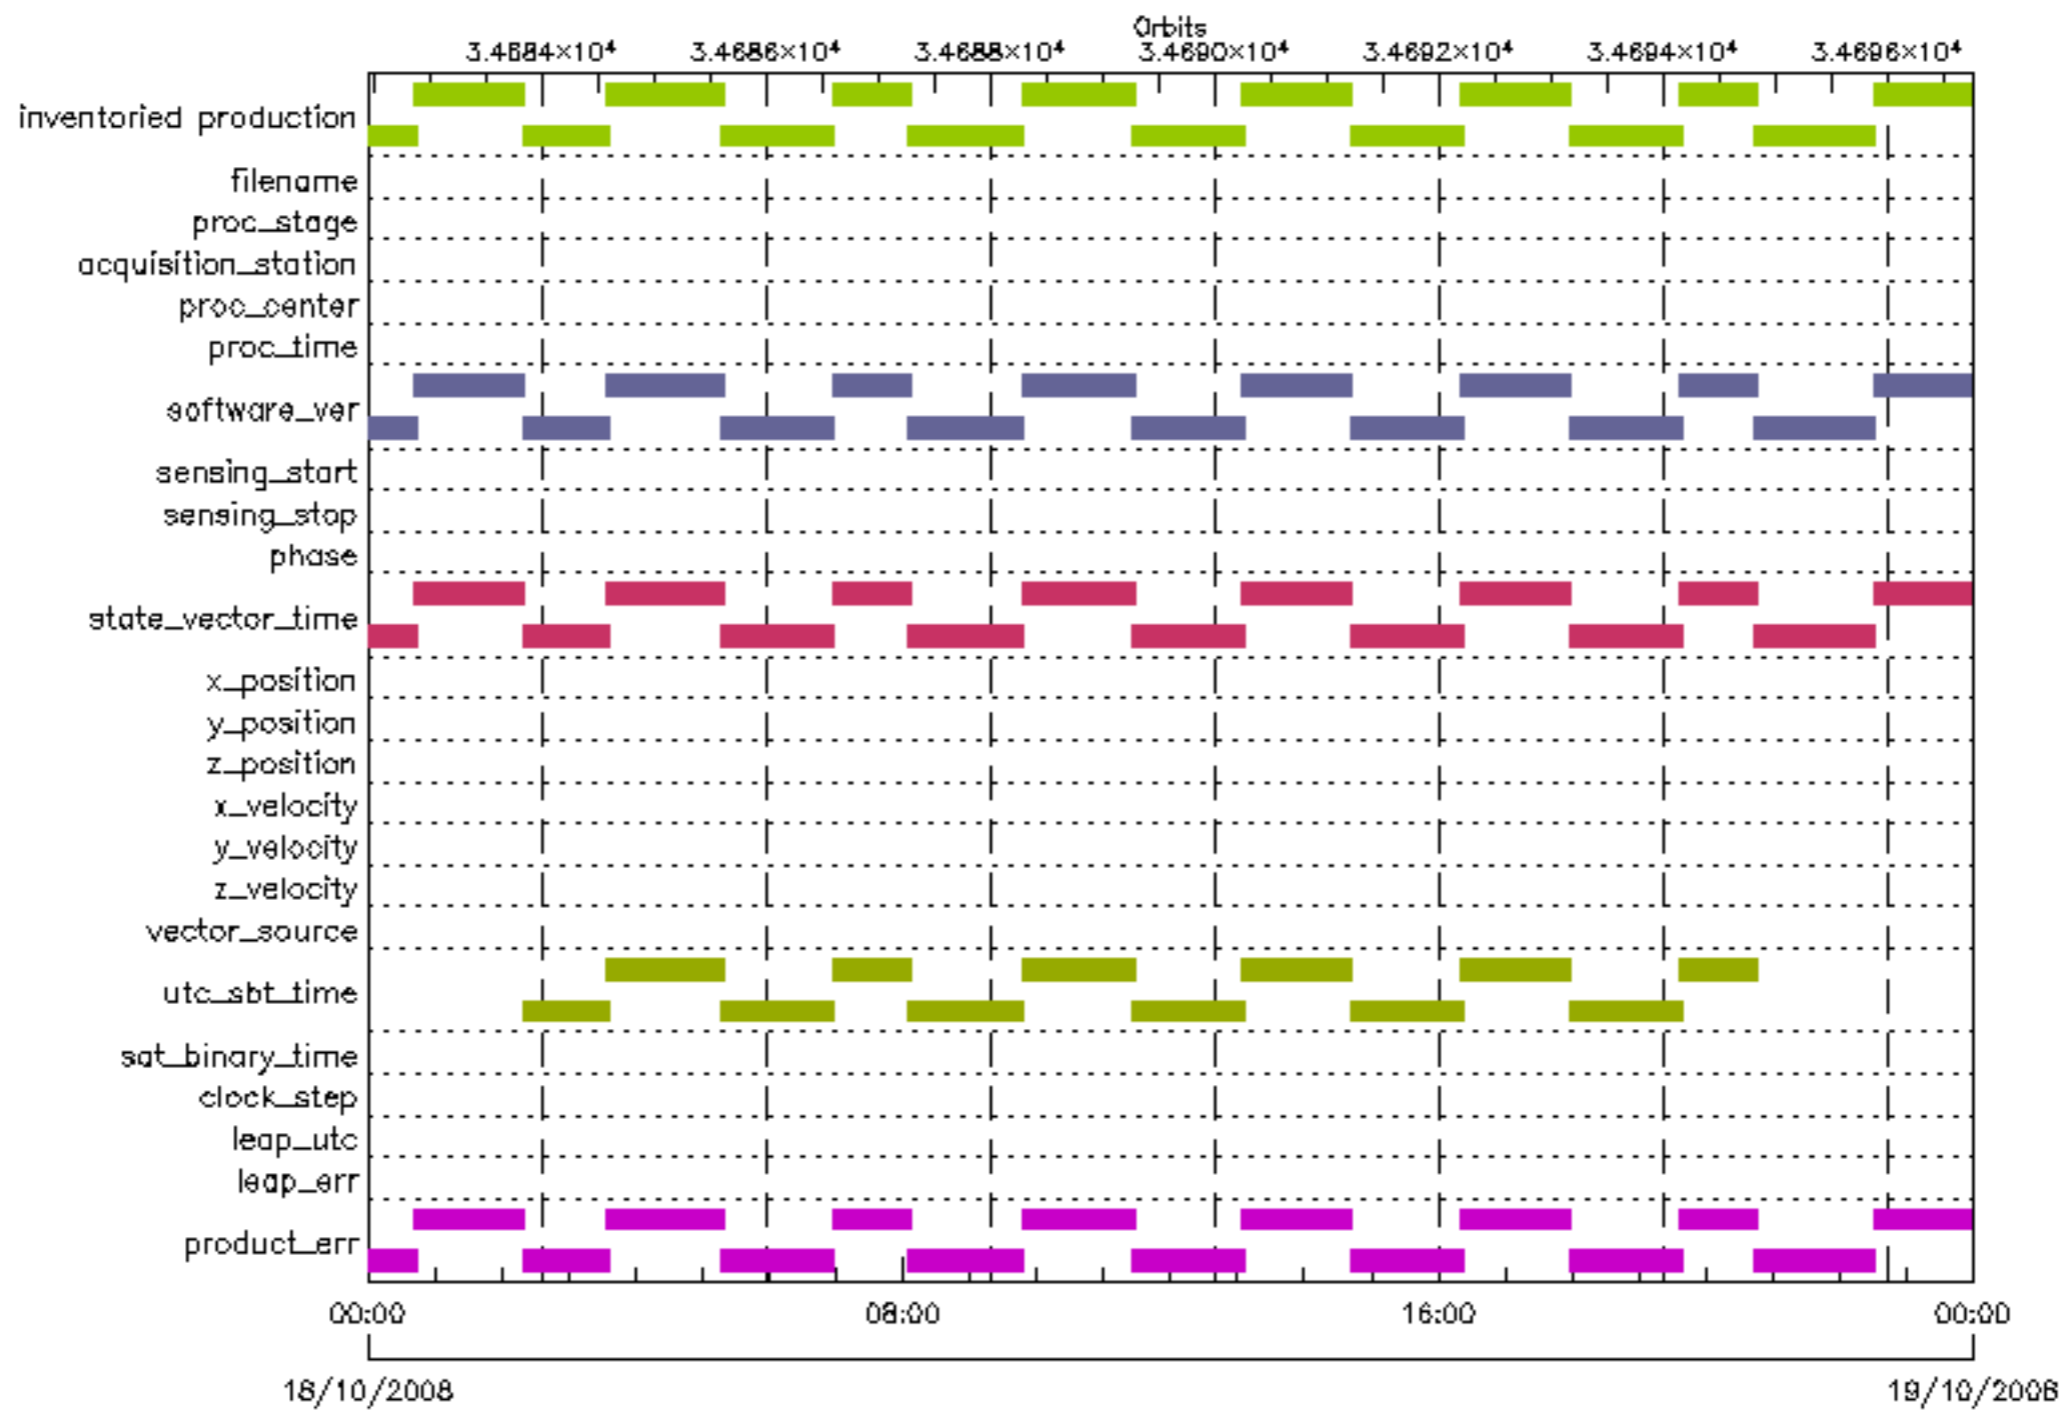 Orbits
3.4684×10⁴ 3.4686×10⁴ 3.4688×10⁴ 3.4690×10⁴ 3.4692×10⁴ 3.4694×10⁴ 3.4696×10⁴
inventoried production
filename
proc_stage
acquisition_station
proc_center
proc_time
software_ver
sensing_start
sensing_stop
phase
state_vector_time
x_position
y_position
z_position
x_velocity
y_velocity
z_velocity
vector_source
utc_sbt_time
sat_binary_time
clock_step
leap_utc
leap_err
product_err
00:00 08:00 16:00 00:00
18/10/2008 19/10/2008